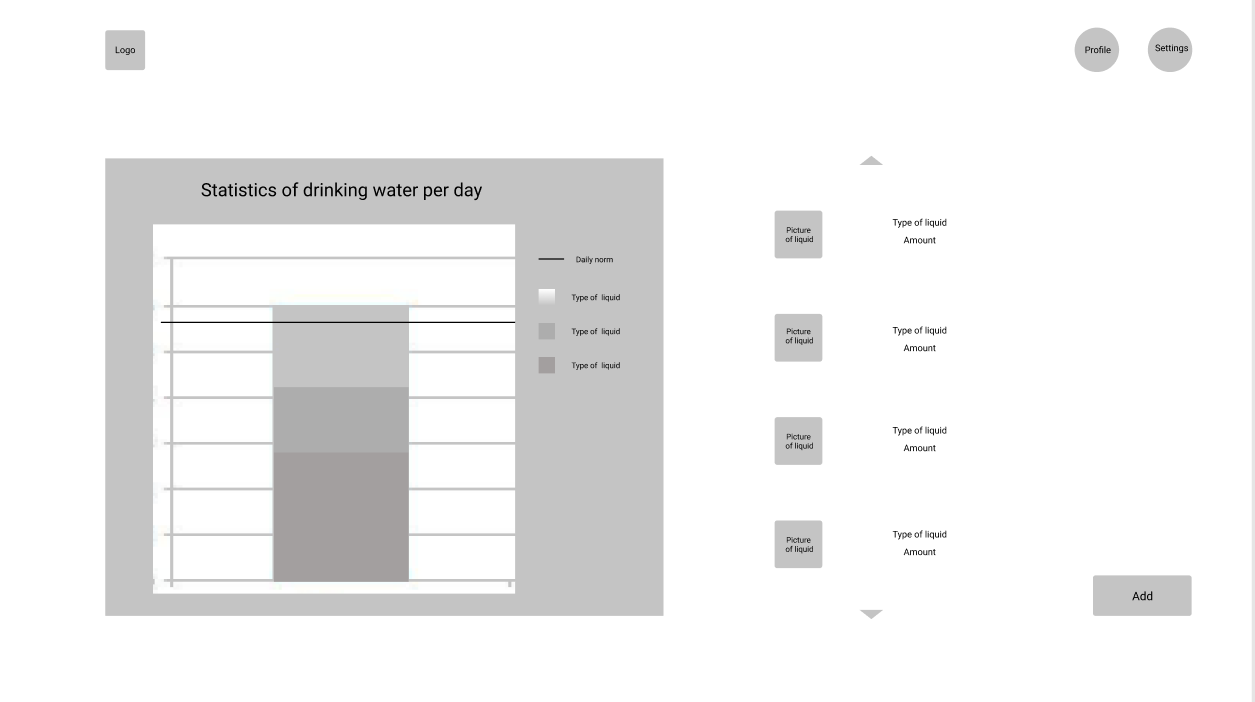 Logo
Profile
Settings
Statistics of drinking water per day
Daily norm
Type of liquid
Type of liquid
Type of liquid
Picture
of liquid
Type of liquid
Amount
Picture
of liquid
Type of liquid
Amount
Picture
of liquid
Type of liquid
Amount
Picture
of liquid
Type of liquid
Amount
Add